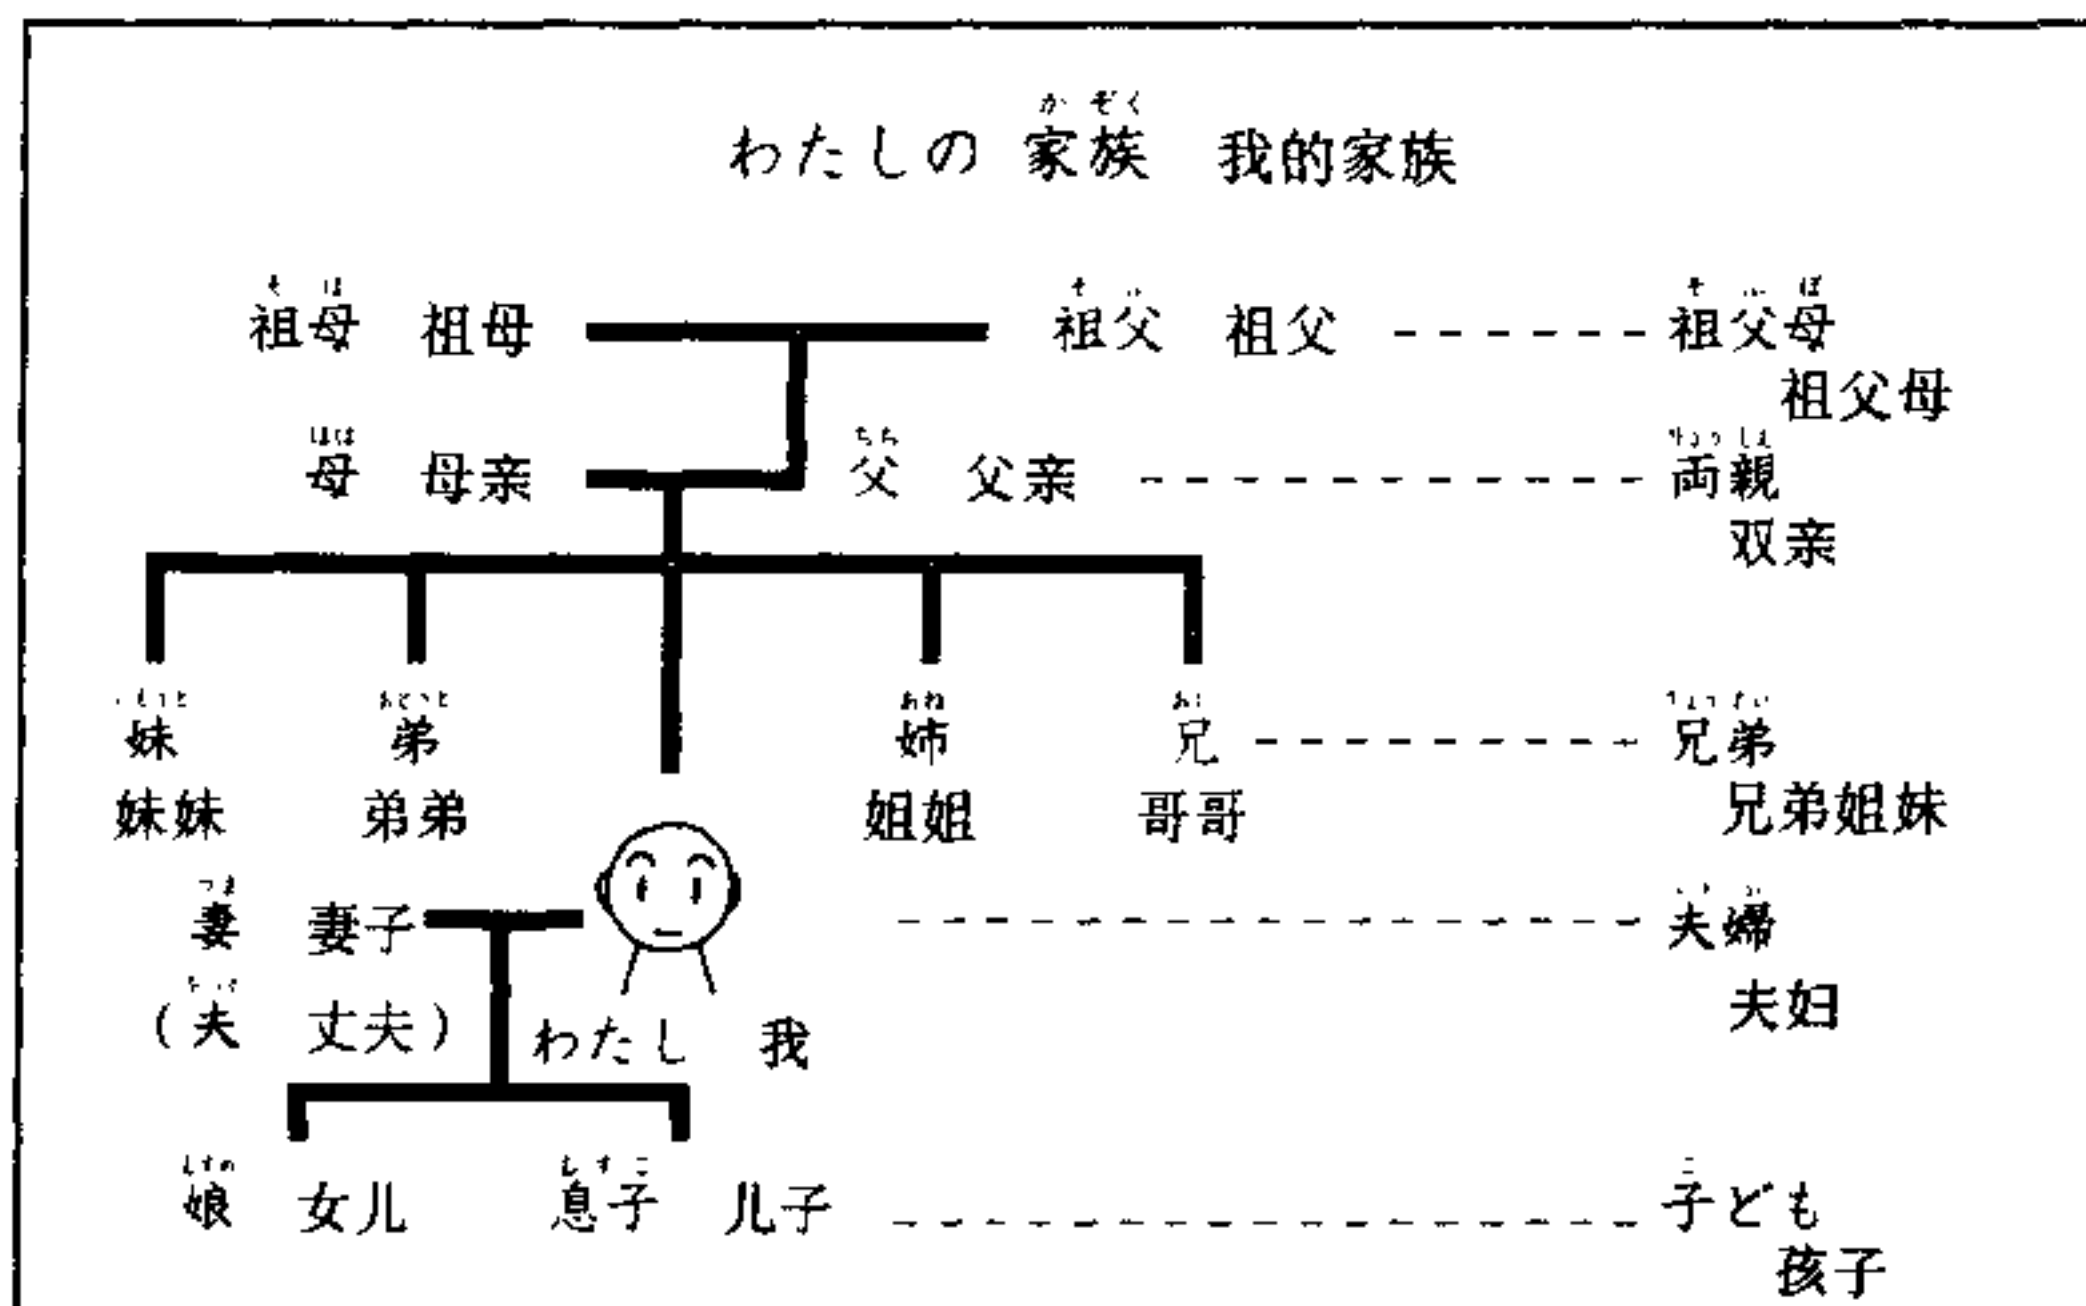 か ぞく
わたしの 家族 我的家族
そ ぼ そ ふ そ ふ ぼ
祖母 祖母 祖父 祖父 祖父母
祖父母
はは ちち りょうしん
母 母亲 父 父亲 両親
双亲
いもうと おとうと あね あに きょうだい
妹 弟 姉 兄 兄弟
妹妹 弟弟 姐姐 哥哥 兄弟姐妹
つま ふう ふ
妻 妻子 夫婦
おっと
(夫 丈夫) 夫妇
わたし 我
むすめ むすこ こ
娘 女儿 息子 儿子 子ども
孩子